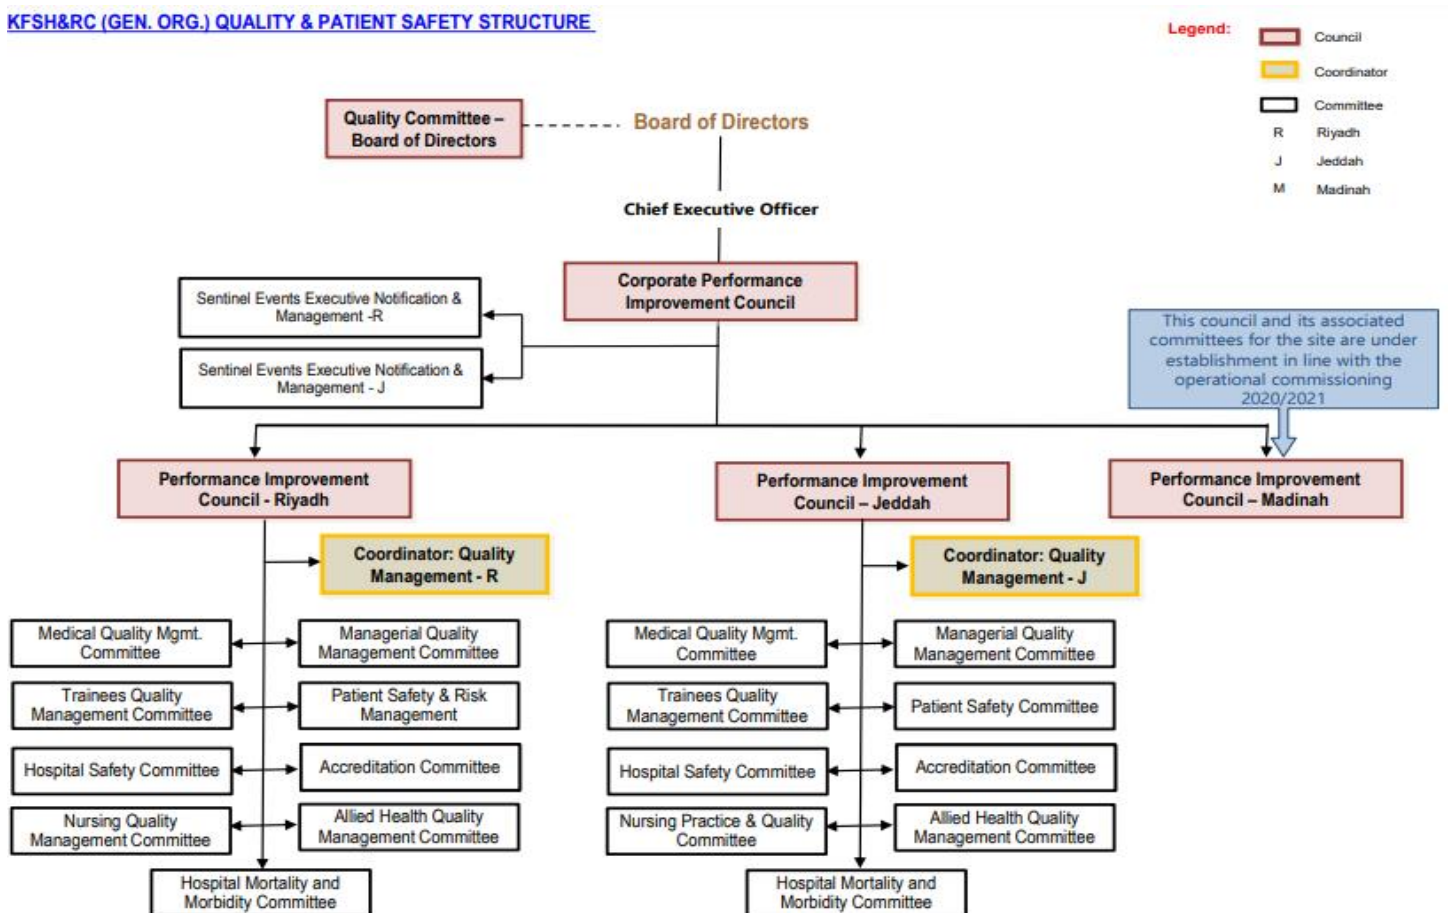 KFSH&RC (GEN. ORG.) QUALITY & PATIENT SAFETY STRUCTURE
Legend:
Council
Coordinator
Committee
R Riyadh
J Jeddah
M Madinah
Quality Committee –
Board of Directors
Board of Directors
Chief Executive Officer
Corporate Performance
Improvement Council
Sentinel Events Executive Notification &
Management -R
Sentinel Events Executive Notification &
Management - J
This council and its associated
committees for the site are under
establishment in line with the
operational commissioning
2020/2021
Performance Improvement
Council - Riyadh
Performance Improvement
Council – Jeddah
Performance Improvement
Council – Madinah
Coordinator: Quality
Management - R
Coordinator: Quality
Management - J
Medical Quality Mgmt.
Committee
Managerial Quality
Management Committee
Trainees Quality
Management Committee
Patient Safety & Risk
Management
Hospital Safety Committee
Accreditation Committee
Nursing Quality
Management Committee
Allied Health Quality
Management Committee
Hospital Mortality and
Morbidity Committee
Medical Quality Mgmt.
Committee
Managerial Quality
Management Committee
Trainees Quality
Management Committee
Patient Safety Committee
Hospital Safety Committee
Accreditation Committee
Nursing Practice & Quality
Committee
Allied Health Quality
Management Committee
Hospital Mortality and
Morbidity Committee